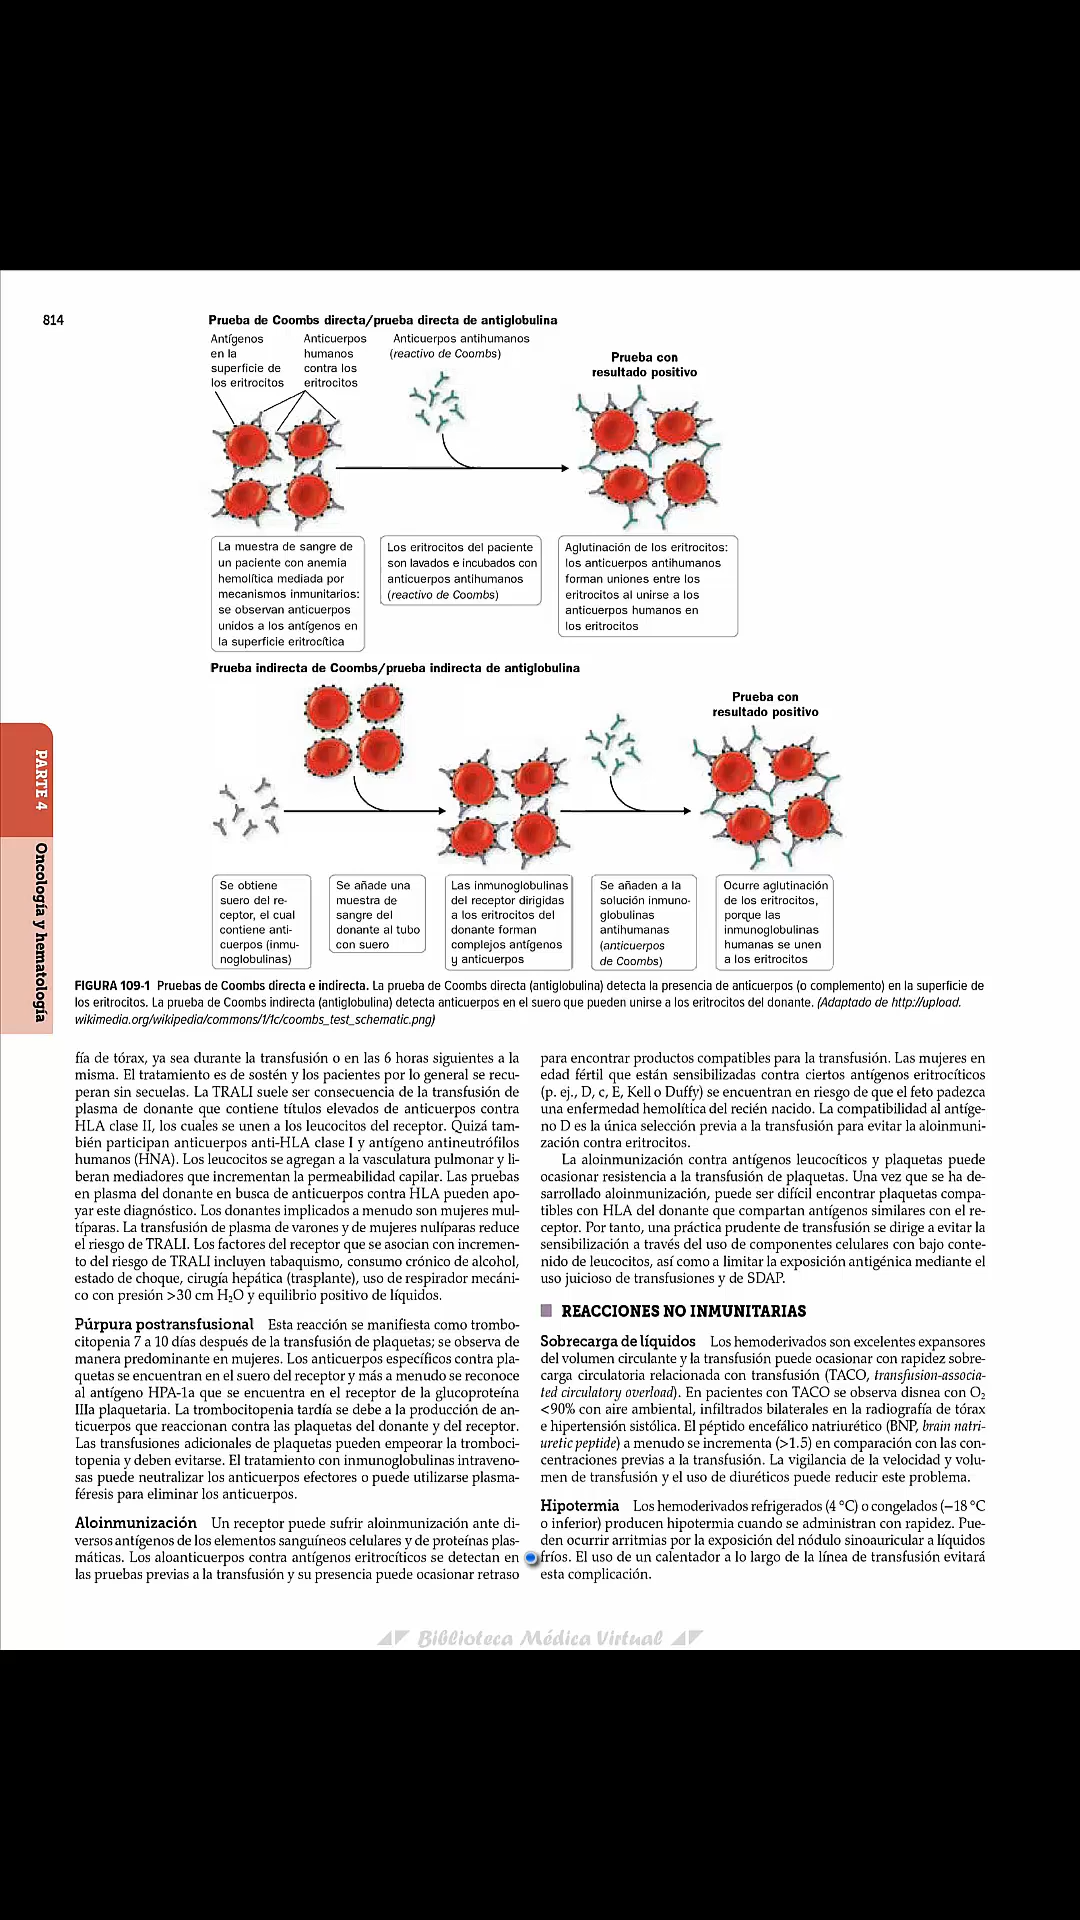 814
Prueba de Coombs directa/prueba directa de antiglobulina
Antígenos
en la
superficie de
los eritrocitos
Anticuerpos
humanos
contra los
eritrocitos
Anticuerpos antihumanos
(reactivo de Coombs)
Prueba con
resultado positivo
La muestra de sangre de
un paciente con anemia
hemolítica mediada por
mecanismos inmunitarios:
se observan anticuerpos
unidos a los antígenos en
la superficie eritrocítica
Los eritrocitos del paciente
son lavados e incubados con
anticuerpos antihumanos
(reactivo de Coombs)
Aglutinación de los eritrocitos:
los anticuerpos antihumanos
forman uniones entre los
eritrocitos al unirse a los
anticuerpos humanos en
los eritrocitos
Prueba indirecta de Coombs/prueba indirecta de antiglobulina
Prueba con
resultado positivo
Se obtiene
suero del re-
ceptor, el cual
contiene anti-
cuerpos (inmu-
noglobulinas)
Se añade una
muestra de
sangre del
donante al tubo
con suero
Las inmunoglobulinas
del receptor dirigidas
a los eritrocitos del
donante forman
complejos antígenos
y anticuerpos
Se añaden a la
solución inmuno-
globulinas
antihumanas
(anticuerpos
de Coombs)
Ocurre aglutinación
de los eritrocitos,
porque las
inmunoglobulinas
humanas se unen
a los eritrocitos
PARTE 4
Oncología y hematología
FIGURA 109-1 Pruebas de Coombs directa e indirecta. La prueba de Coombs directa (antiglobulina) detecta la presencia de anticuerpos (o complemento) en la superficie de
los eritrocitos. La prueba de Coombs indirecta (antiglobulina) detecta anticuerpos en el suero que pueden unirse a los eritrocitos del donante. (Adaptado de http://upload.
wikimedia.org/wikipedia/commons/1/1c/coombs_test_schematic.png)
fía de tórax, ya sea durante la transfusión o en las 6 horas siguientes a la
misma. El tratamiento es de sostén y los pacientes por lo general se recu-
peran sin secuelas. La TRALI suele ser consecuencia de la transfusión de
plasma de donante que contiene títulos elevados de anticuerpos contra
HLA clase II, los cuales se unen a los leucocitos del receptor. Quizá tam-
bién participan anticuerpos anti-HLA clase I y antígeno antineutrófilos
humanos (HNA). Los leucocitos se agregan a la vasculatura pulmonar y li-
beran mediadores que incrementan la permeabilidad capilar. Las pruebas
en plasma del donante en busca de anticuerpos contra HLA pueden apo-
yar este diagnóstico. Los donantes implicados a menudo son mujeres mul-
típaras. La transfusión de plasma de varones y de mujeres nulíparas reduce
el riesgo de TRALI. Los factores del receptor que se asocian con incremen-
to del riesgo de TRALI incluyen tabaquismo, consumo crónico de alcohol,
estado de choque, cirugía hepática (trasplante), uso de respirador mecáni-
co con presión >30 cm H₂O y equilibrio positivo de líquidos.
Púrpura postransfusional Esta reacción se manifiesta como trombo-
citopenia 7 a 10 días después de la transfusión de plaquetas; se observa de
manera predominante en mujeres. Los anticuerpos específicos contra pla-
quetas se encuentran en el suero del receptor y más a menudo se reconoce
al antígeno HPA-1a que se encuentra en el receptor de la glucoproteína
IIIa plaquetaria. La trombocitopenia tardía se debe a la producción de an-
ticuerpos que reaccionan contra las plaquetas del donante y del receptor.
Las transfusiones adicionales de plaquetas pueden empeorar la tromboci-
topenia y deben evitarse. El tratamiento con inmunoglobulinas intraveno-
sas puede neutralizar los anticuerpos efectores o puede utilizarse plasma-
féresis para eliminar los anticuerpos.
Aloinmunización Un receptor puede sufrir aloinmunización ante di-
versos antígenos de los elementos sanguíneos celulares y de proteínas plas-
máticas. Los aloanticuerpos contra antígenos eritrocíticos se detectan en
las pruebas previas a la transfusión y su presencia puede ocasionar retraso
para encontrar productos compatibles para la transfusión. Las mujeres en
edad fértil que están sensibilizadas contra ciertos antígenos eritrocíticos
(p. ej., D, c, E, Kell o Duffy) se encuentran en riesgo de que el feto padezca
una enfermedad hemolítica del recién nacido. La compatibilidad al antíge-
no D es la única selección previa a la transfusión para evitar la aloinmuni-
zación contra eritrocitos.
La aloinmunización contra antígenos leucocíticos y plaquetas puede
ocasionar resistencia a la transfusión de plaquetas. Una vez que se ha de-
sarrollado aloinmunización, puede ser difícil encontrar plaquetas compa-
tibles con HLA del donante que compartan antígenos similares con el re-
ceptor. Por tanto, una práctica prudente de transfusión se dirige a evitar la
sensibilización a través del uso de componentes celulares con bajo conte-
nido de leucocitos, así como a limitar la exposición antigénica mediante el
uso juicioso de transfusiones y de SDAP.
REACCIONES NO INMUNITARIAS
Sobrecarga de líquidos Los hemoderivados son excelentes expansores
del volumen circulante y la transfusión puede ocasionar con rapidez sobre-
carga circulatoria relacionada con transfusión (TACO, transfusion-associa-
ted circulatory overload). En pacientes con TACO se observa disnea con O₂
<90% con aire ambiental, infiltrados bilaterales en la radiografía de tórax
e hipertensión sistólica. El péptido encefálico natriurético (BNP, brain natri-
uretic peptide) a menudo se incrementa (>1.5) en comparación con las con-
centraciones previas a la transfusión. La vigilancia de la velocidad y volu-
men de transfusión y el uso de diuréticos puede reducir este problema.
Hipotermia Los hemoderivados refrigerados (4 °C) o congelados (−18 °C
o inferior) producen hipotermia cuando se administran con rapidez. Pue-
den ocurrir arritmias por la exposición del nódulo sinoauricular a líquidos
fríos. El uso de un calentador a lo largo de la línea de transfusión evitará
esta complicación.
Biblioteca Médica Virtual